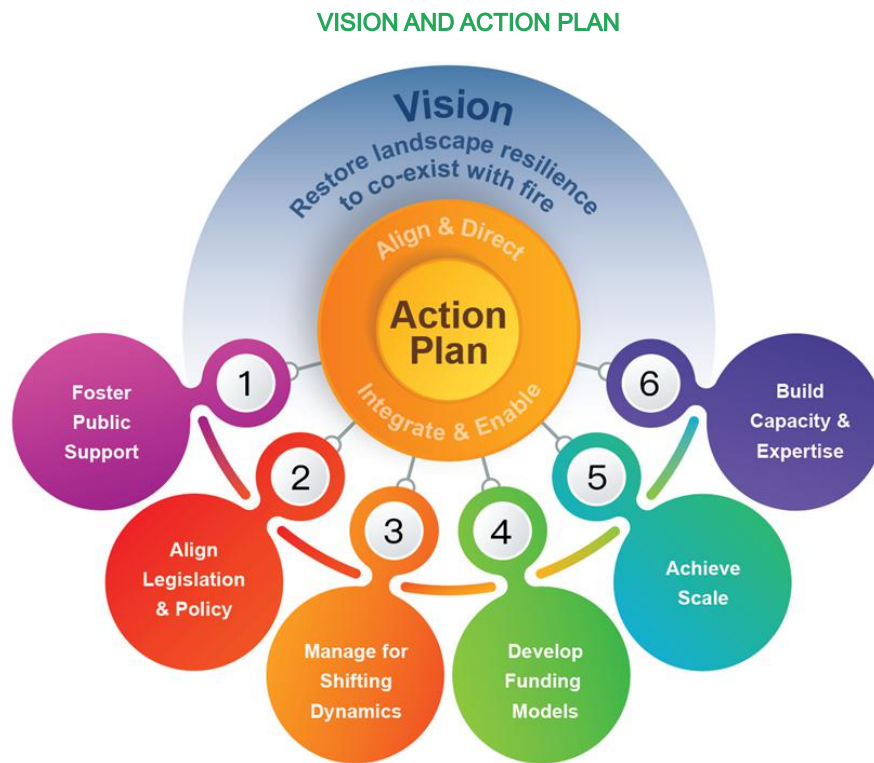 VISION AND ACTION PLAN
Vision
Restore landscape resilience
to co-exist with fire
Align & Direct
Action
Plan
Integrate & Enable
1
Foster
Public
Support
2
Align
Legislation
& Policy
3
Manage for
Shifting
Dynamics
4
Develop
Funding
Models
5
Achieve
Scale
6
Build
Capacity &
Expertise